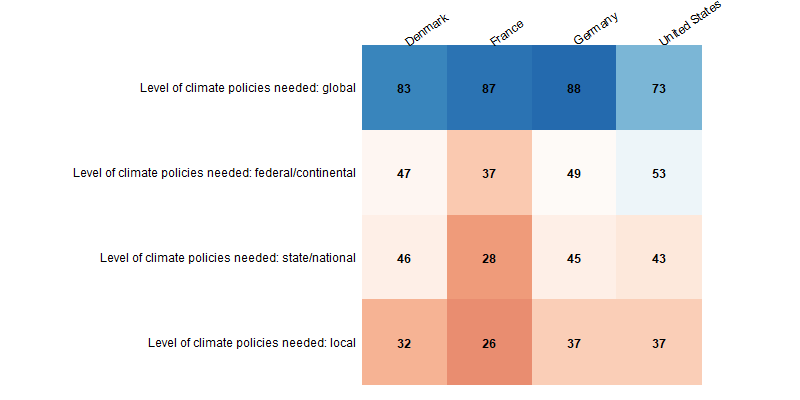 Denmark France Germany United States
Level of climate policies needed: global 83 87 88 73
Level of climate policies needed: federal/continental 47 37 49 53
Level of climate policies needed: state/national 46 28 45 43
Level of climate policies needed: local 32 26 37 37